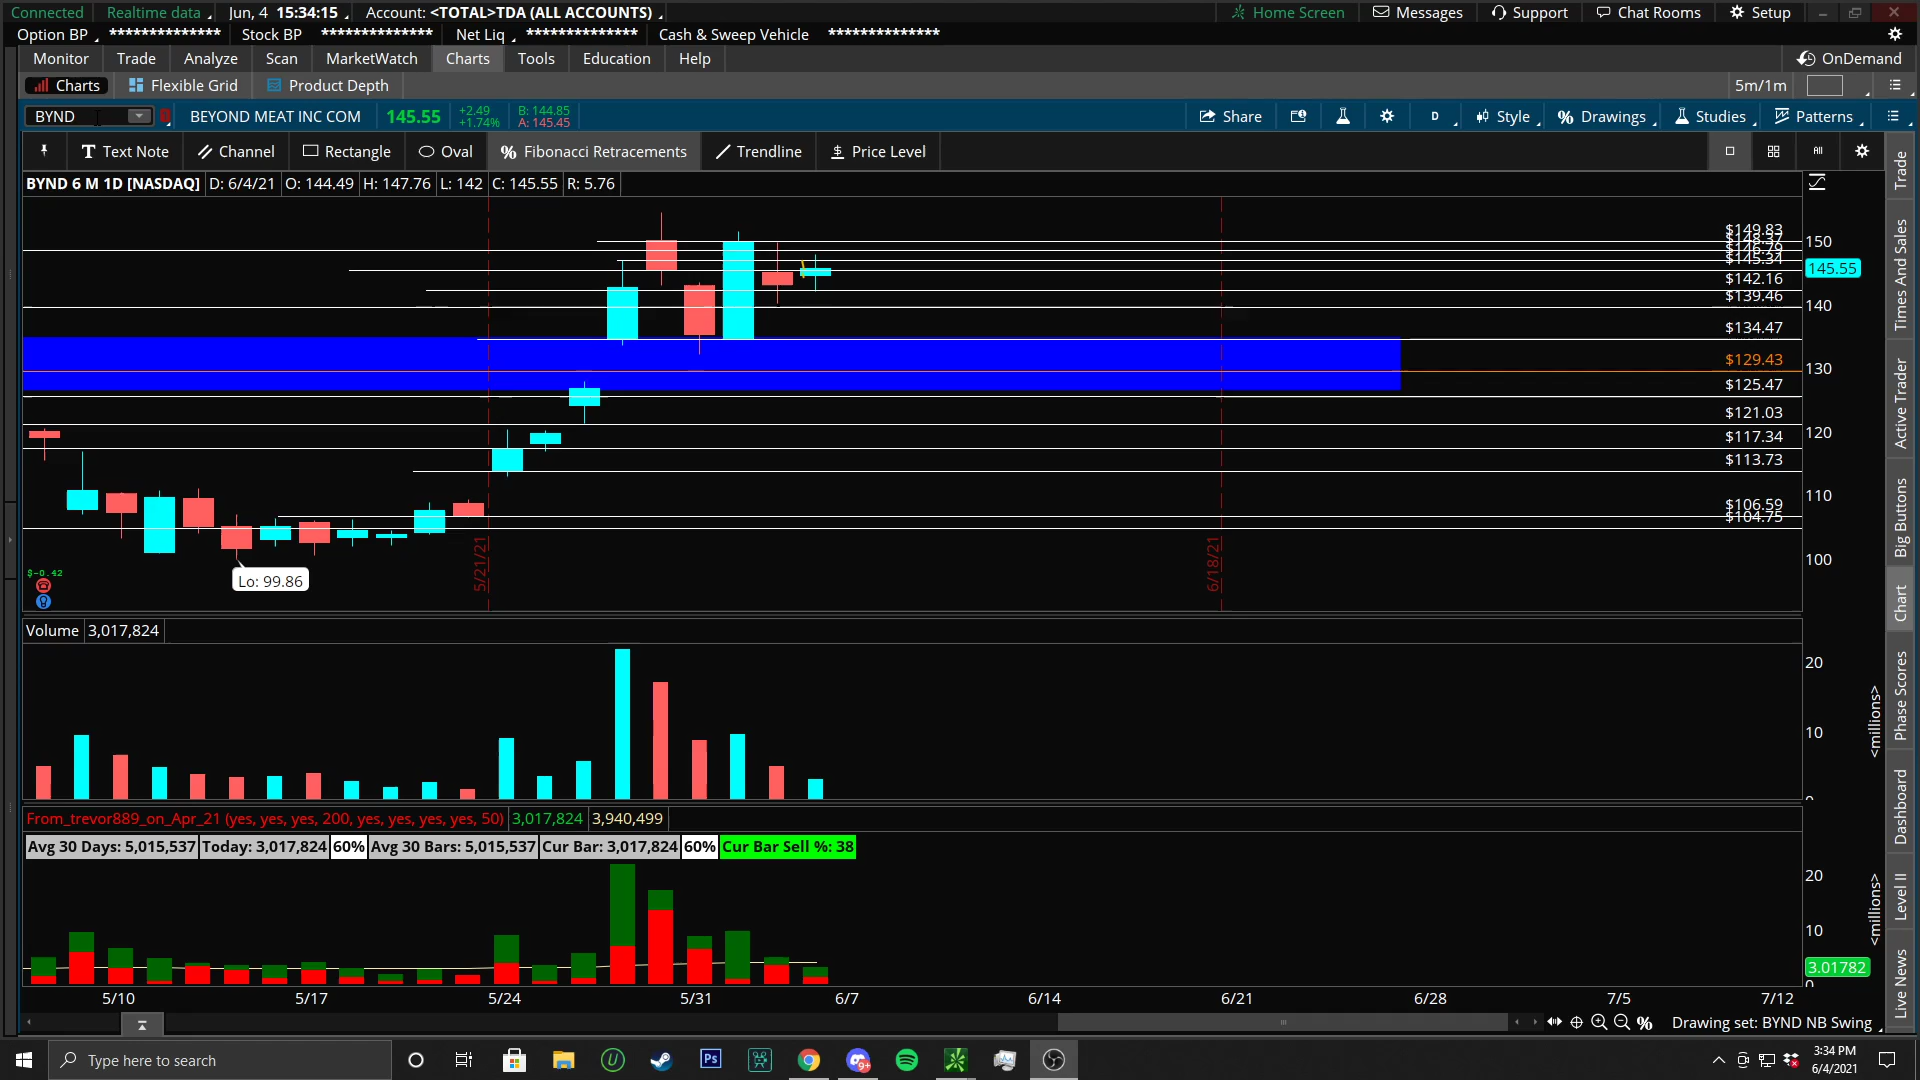 Connected Realtime data Jun, 4 15:34:15 Account: <TOTAL>TDA (ALL ACCOUNTS) Home Screen Messages Support Chat Rooms Setup
Option BP ************** Stock BP ************** Net Liq ************** Cash & Sweep Vehicle **************
Monitor Trade Analyze Scan MarketWatch Charts Tools Education Help OnDemand
Charts Flexible Grid Product Depth 5m/1m
BYND BEYOND MEAT INC COM 145.55 +2.49 +1.74% B: 144.85 A: 145.45 Share D Style Drawings Studies Patterns
Text Note Channel Rectangle Oval Fibonacci Retracements Trendline Price Level All
BYND 6 M 1D [NASDAQ] D: 6/4/21 O: 144.49 H: 147.76 L: 142 C: 145.55 R: 5.76
$149.83
$148.37
$146.79
$145.34
$142.16
$139.46
$134.47
$129.43
$125.47
$121.03
$117.34
$113.73
$106.59
$104.75
150
145.55
140
130
120
110
100
5/21/21
6/18/21
Lo: 99.86
$-0.42
Volume 3,017,824
20
10
0
<millions>
From_trevor889_on_Apr_21 (yes, yes, yes, 200, yes, yes, yes, yes, 50) 3,017,824 3,940,499
Avg 30 Days: 5,015,537 Today: 3,017,824 60% Avg 30 Bars: 5,015,537 Cur Bar: 3,017,824 60% Cur Bar Sell %: 38
20
10
3.01782
0
<millions>
5/10 5/17 5/24 5/31 6/7 6/14 6/21 6/28 7/5 7/12
Drawing set: BYND NB Swing
Trade
Times And Sales
Active Trader
Big Buttons
Chart
Phase Scores
Dashboard
Level II
Live News
Type here to search
Ps
9+
3:34 PM
6/4/2021